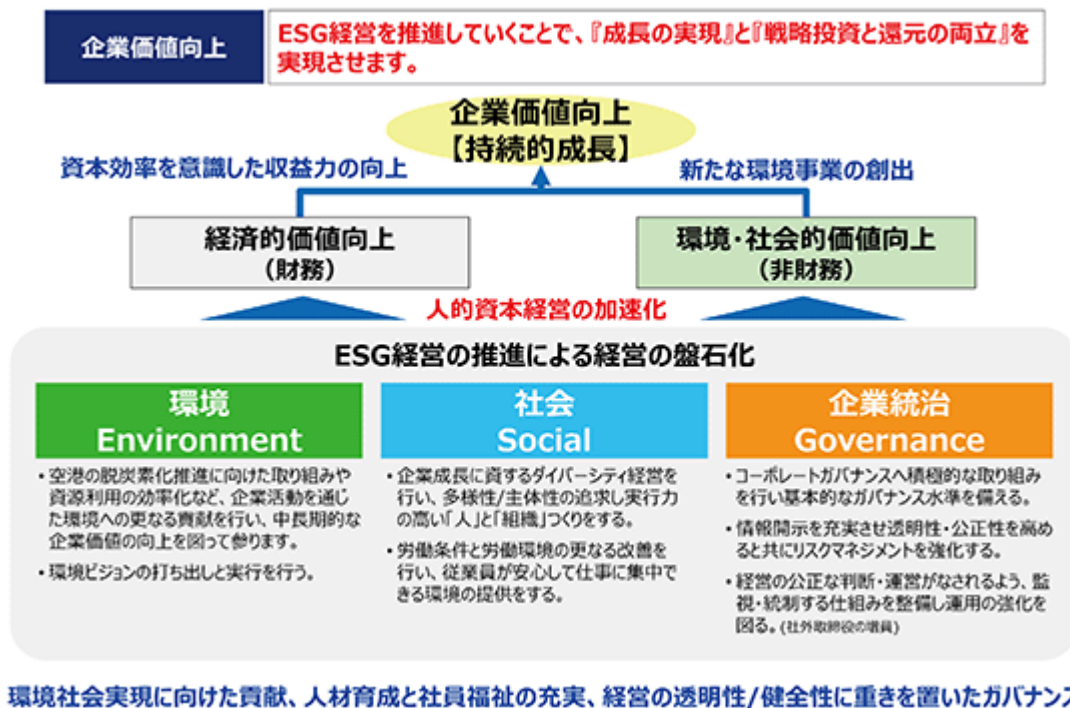 企業価値向上
ESG経営を推進していくことで、『成長の実現』と『戦略投資と還元の両立』を
実現させます。
企業価値向上
【持続的成長】
資本効率を意識した収益力の向上
新たな環境事業の創出
経済的価値向上
（財務）
環境・社会的価値向上
（非財務）
人的資本経営の加速化
ESG経営の推進による経営の盤石化
環境
Environment
・空港の脱炭素化推進に向けた取り組みや
資源利用の効率化など、企業活動を通じ
た環境への更なる貢献を行い、中長期的な
企業価値の向上を図って参ります。
・環境ビジョンの打ち出しと実行を行う。
社会
Social
・企業成長に資するダイバーシティ経営を
行い、多様性/主体性の追求し実行力
の高い「人」と「組織」つくりをする。
・労働条件と労働環境の更なる改善を
行い、従業員が安心して仕事に集中で
きる環境の提供をする。
企業統治
Governance
・コーポレートガバナンスへ積極的な取り組み
を行い基本的なガバナンス水準を備える。
・情報開示を充実させ透明性・公正性を高め
ると共にリスクマネジメントを強化する。
・経営の公正な判断・運営がなされるよう、監
視・統制する仕組みを整備し運用の強化を
図る。(社外取締役の増員)
環境社会実現に向けた貢献、人材育成と社員福祉の充実、経営の透明性/健全性に重きを置いたガバナンス